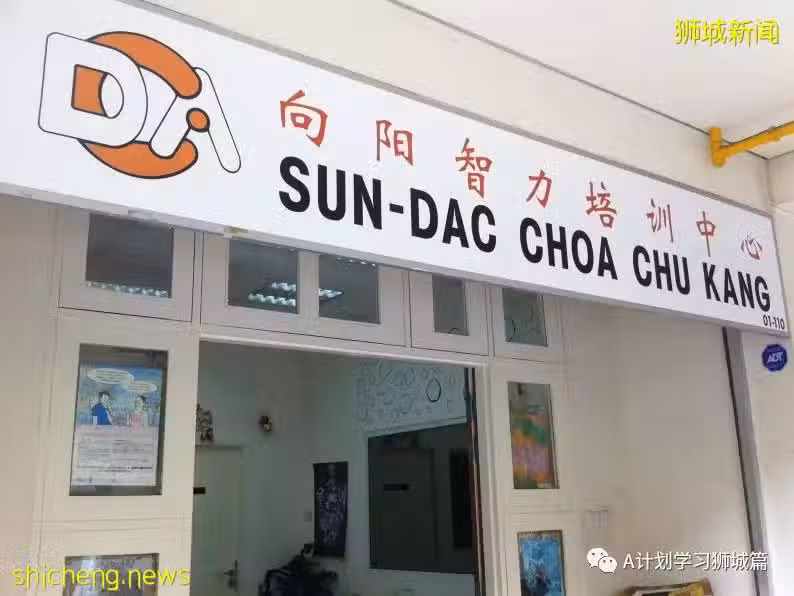 狮城新闻
DA
向阳智力培训中心
SUN-DAC CHOA CHU KANG
01-110
ADT
A计划学习狮城篇
shicheng.news